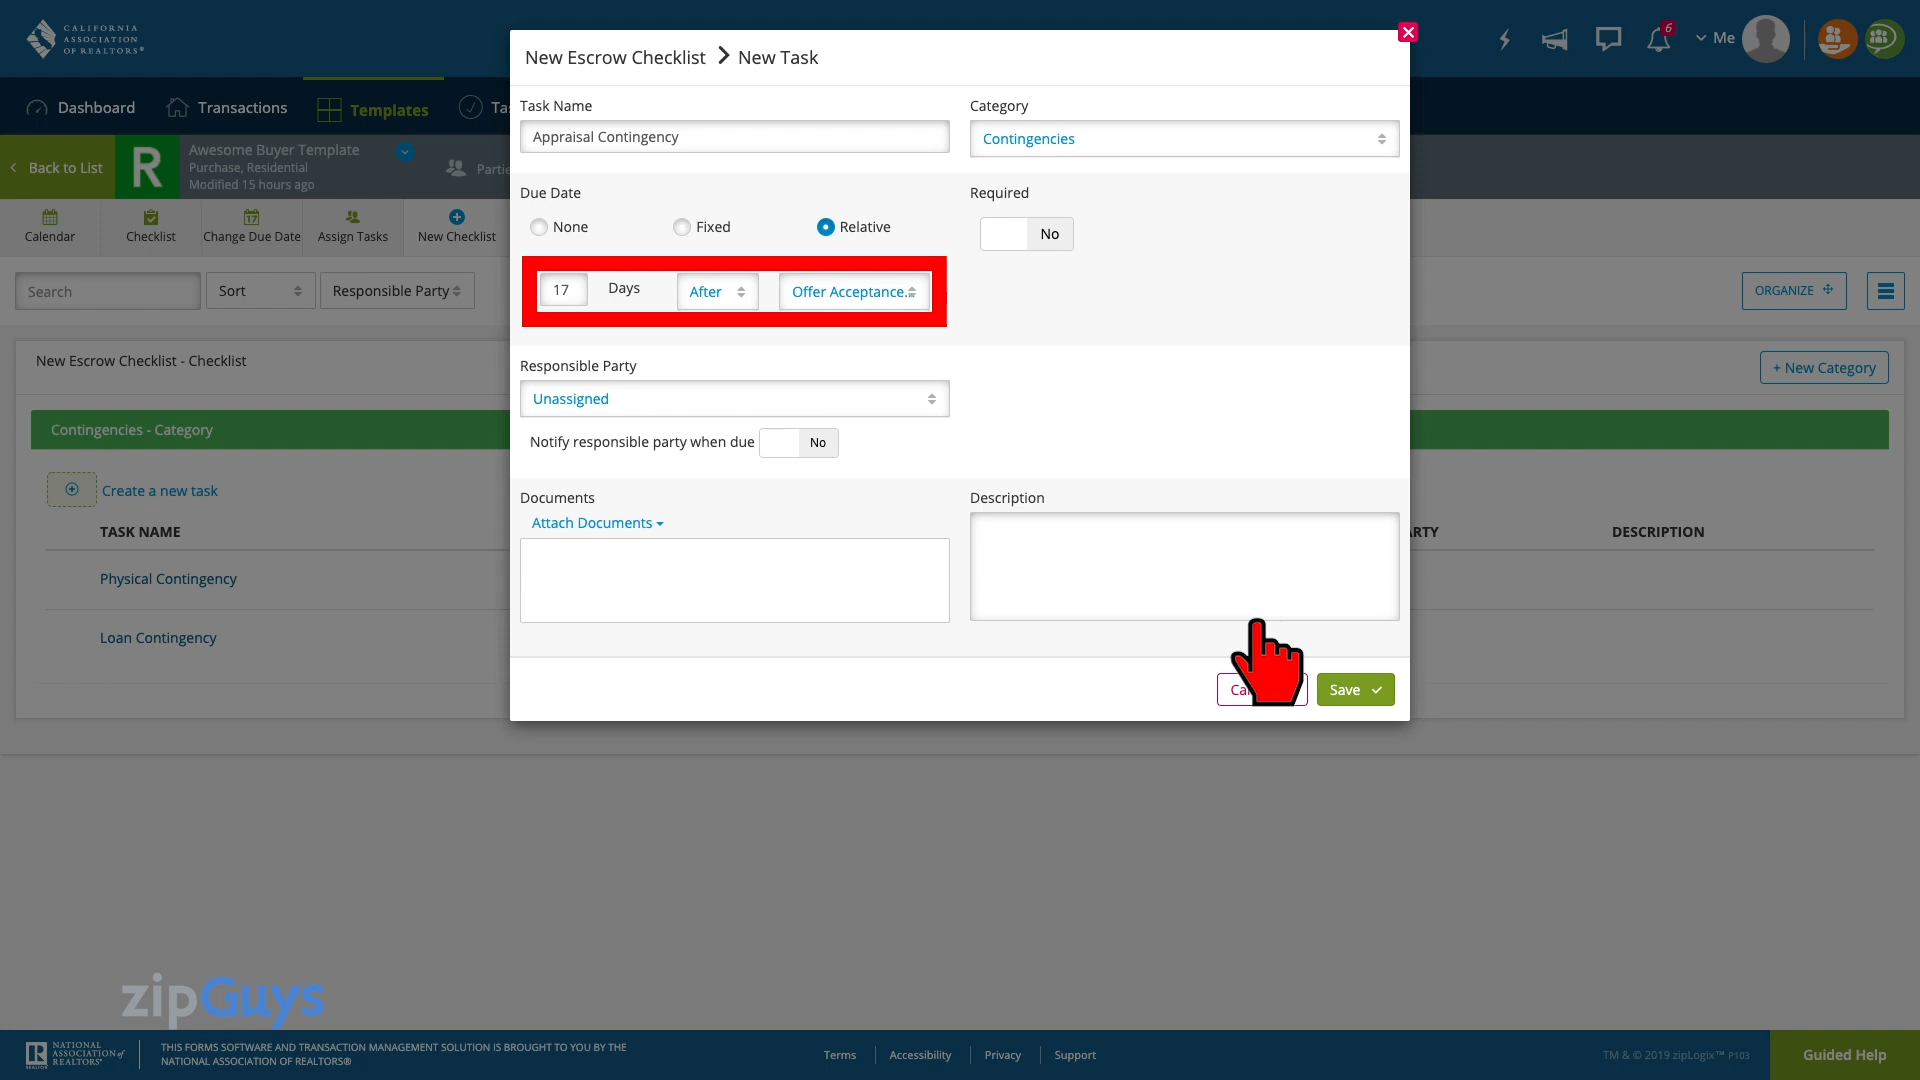 CALIFORNIA
ASSOCIATION
OF REALTORS®
New Escrow Checklist > New Task
6
Me
Dashboard
Transactions
Templates
Back to List
R
Awesome Buyer Template
Purchase, Residential
Modified 15 hours ago
Calendar
Checklist
17
Change Due Date
Assign Tasks
New Checklist
Search
Sort
Responsible Party
ORGANIZE
New Escrow Checklist - Checklist
+ New Category
Contingencies - Category
Create a new task
TASK NAME
DESCRIPTION
Physical Contingency
Loan Contingency
Task Name
Appraisal Contingency
Category
Contingencies
Due Date
None
Fixed
Relative
Required
No
17 Days After Offer Acceptance..
Responsible Party
Unassigned
Notify responsible party when due No
Documents
Attach Documents
Description
Save
zipGuys
NATIONAL
ASSOCIATION of
REALTORS®
THIS FORMS SOFTWARE AND TRANSACTION MANAGEMENT SOLUTION IS BROUGHT TO YOU BY THE
NATIONAL ASSOCIATION OF REALTORS®
Terms
Accessibility
Privacy
Support
TM & © 2019 zipLogix™ P103
Guided Help